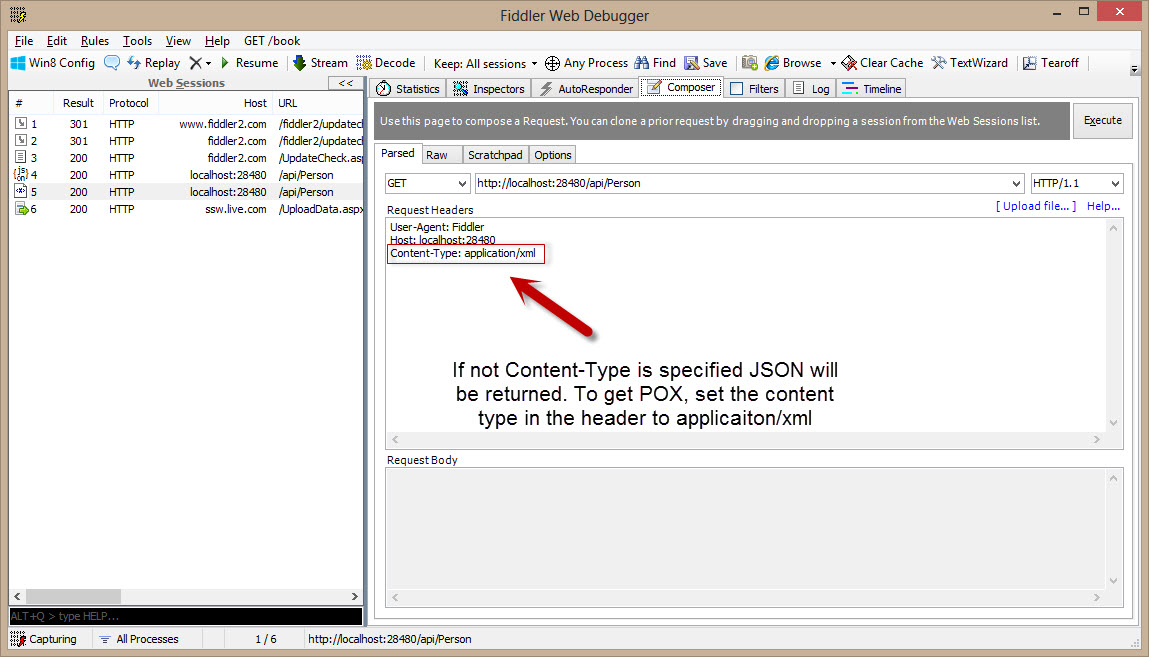 Fiddler Web Debugger
File Edit Rules Tools View Help GET /book
Win8 Config Replay Resume Stream Decode Keep: All sessions Any Process Find Save Browse Clear Cache TextWizard Tearoff
Web Sessions <<
Statistics Inspectors AutoResponder Composer Filters Log Timeline
# Result Protocol Host URL
1 301 HTTP www.fiddler2.com /fiddler2/updatecl
2 301 HTTP fiddler2.com /fiddler2/updatecl
3 200 HTTP fiddler2.com /UpdateCheck.asp
4 200 HTTP localhost:28480 /api/Person
5 200 HTTP localhost:28480 /api/Person
6 200 HTTP ssw.live.com /UploadData.aspx
ALT+Q > type HELP...
Use this page to compose a Request. You can clone a prior request by dragging and dropping a session from the Web Sessions list.
Execute
Parsed Raw Scratchpad Options
GET http://localhost:28480/api/Person HTTP/1.1
Request Headers [ Upload file... ] Help...
User-Agent: Fiddler
Host: localhost:28480
Content-Type: application/xml
If not Content-Type is specified JSON will
be returned. To get POX, set the content
type in the header to applicaiton/xml
Request Body
Capturing All Processes 1 / 6 http://localhost:28480/api/Person